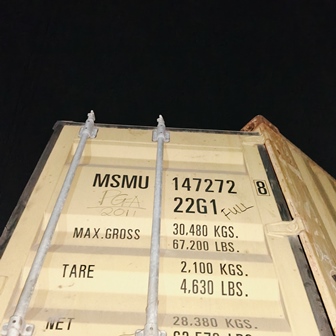 MSMU 147272 8
22G1 FULL
MAX.GROSS 30.480 KGS.
67.200 LBS.
TARE 2.100 KGS.
4.630 LBS.
NET 28.380 KGS.